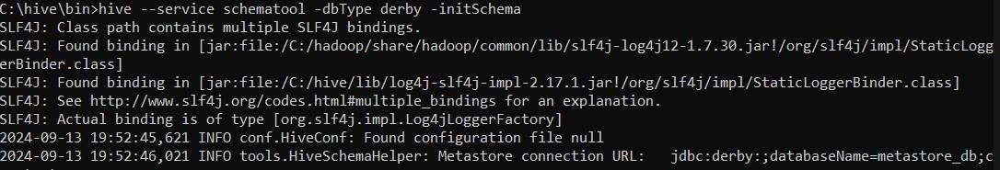 C:\hive\bin>hive --service schematool -dbType derby -initSchema
SLF4J: Class path contains multiple SLF4J bindings.
SLF4J: Found binding in [jar:file:/C:/hadoop/share/hadoop/common/lib/slf4j-log4j12-1.7.30.jar!/org/slf4j/impl/StaticLogg
erBinder.class]
SLF4J: Found binding in [jar:file:/C:/hive/lib/log4j-slf4j-impl-2.17.1.jar!/org/slf4j/impl/StaticLoggerBinder.class]
SLF4J: See http://www.slf4j.org/codes.html#multiple_bindings for an explanation.
SLF4J: Actual binding is of type [org.slf4j.impl.Log4jLoggerFactory]
2024-09-13 19:52:45,621 INFO conf.HiveConf: Found configuration file null
2024-09-13 19:52:46,021 INFO tools.HiveSchemaHelper: Metastore connection URL:   jdbc:derby:;databaseName=metastore_db;c